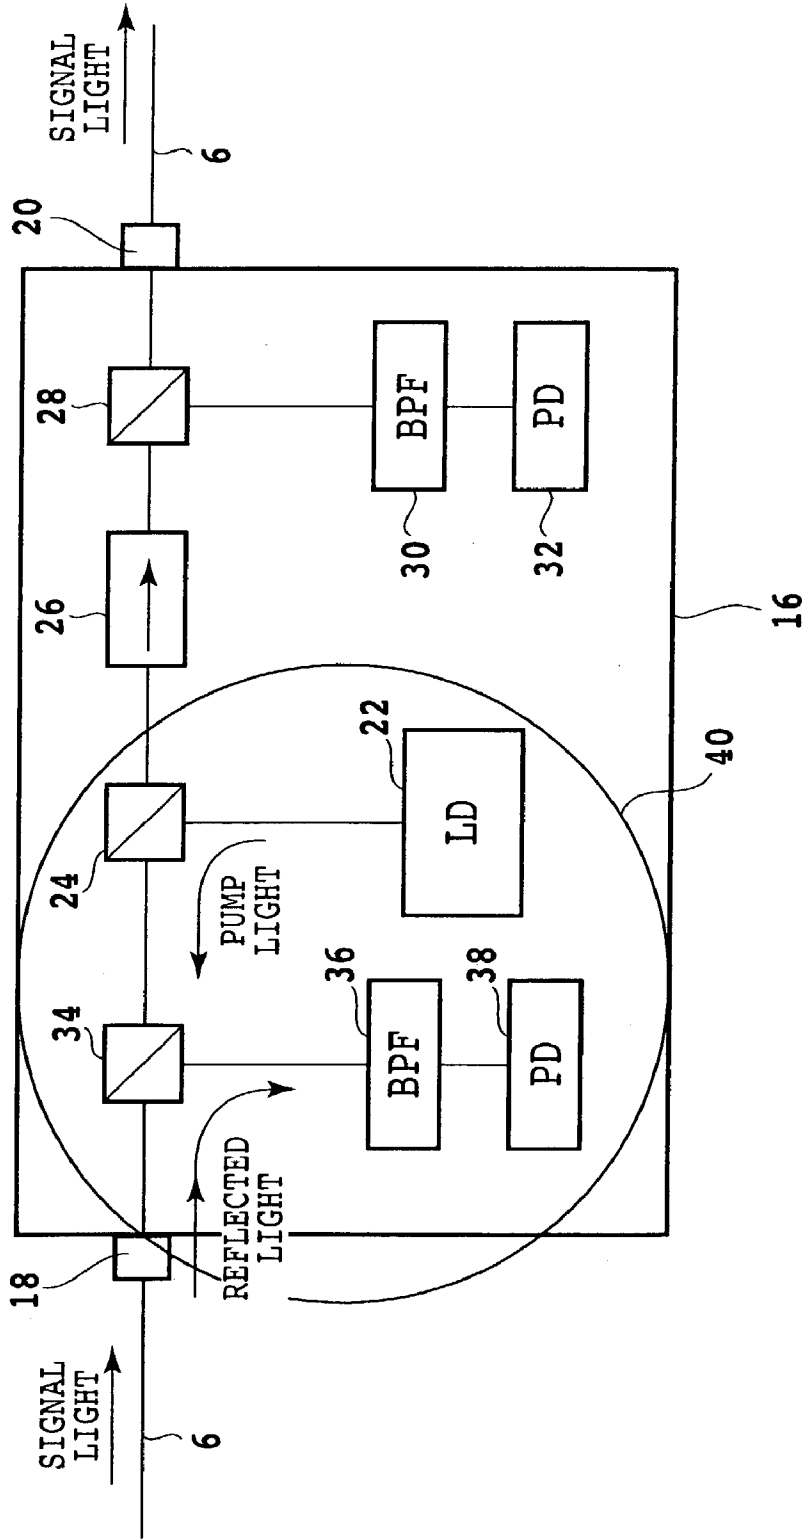 SIGNAL
LIGHT
6
18
REFLECTED
LIGHT
34
36
BPF
38
PD
PUMP
LIGHT
24
22
LD
40
26
16
28
30
BPF
32
PD
20
6
SIGNAL
LIGHT